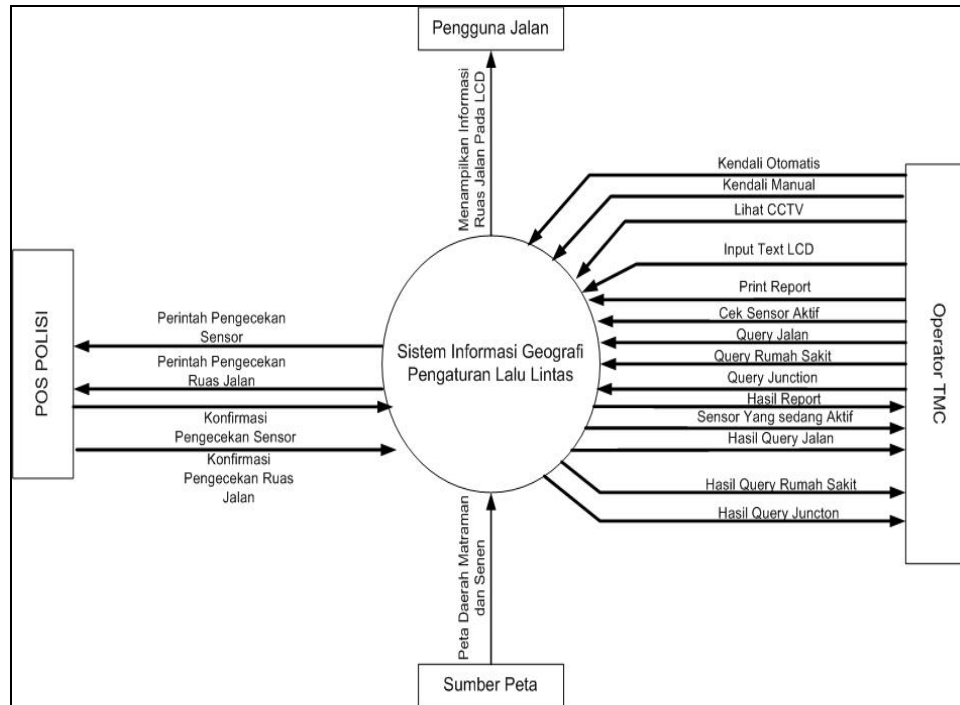 Pengguna Jalan
Menampilkan Informasi
Ruas Jalan Pada LCD
Kendali Otomatis
Kendali Manual
Lihat CCTV
Input Text LCD
Print Report
Cek Sensor Aktif
Query Jalan
Query Rumah Sakit
Query Junction
Hasil Report
Sensor Yang sedang Aktif
Hasil Query Jalan
Hasil Query Rumah Sakit
Hasil Query Juncton
Operator TMC
Sistem Informasi Geografi
Pengaturan Lalu Lintas
POS POLISI
Perintah Pengecekan
Sensor
Perintah Pengecekan
Ruas Jalan
Konfirmasi
Pengecekan Sensor
Konfirmasi
Pengecekan Ruas
Jalan
Peta Daerah Matraman
dan Senen
Sumber Peta